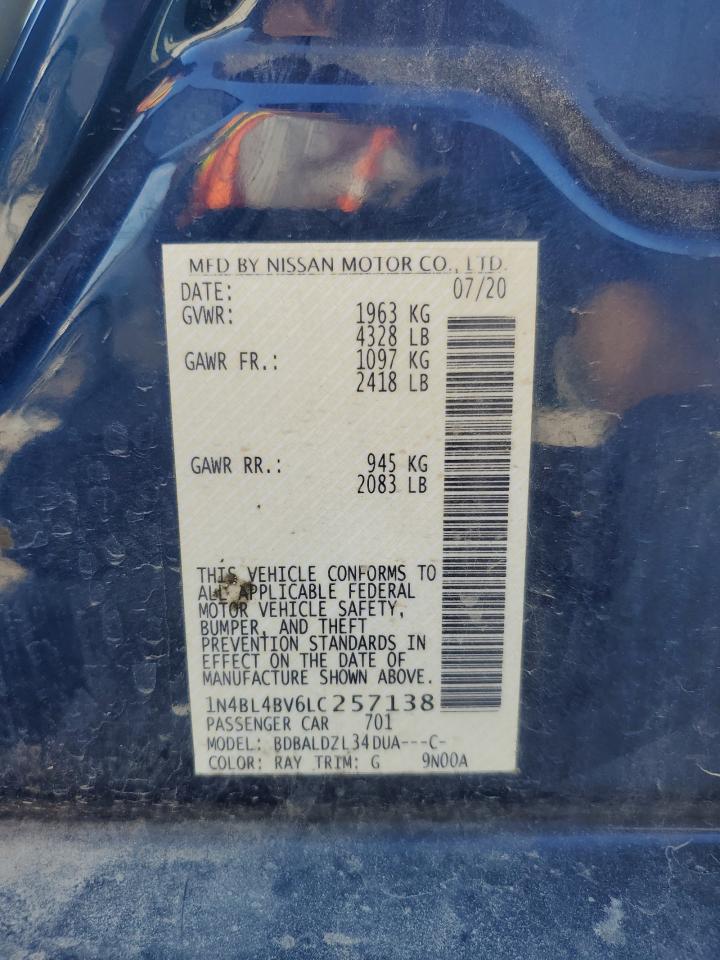 MFD BY NISSAN MOTOR CO., LTD.
DATE: 07/20
GVWR: 1963 KG
4328 LB
GAWR FR.: 1097 KG
2418 LB
GAWR RR.: 945 KG
2083 LB
THIS VEHICLE CONFORMS TO
ALL APPLICABLE FEDERAL
MOTOR VEHICLE SAFETY,
BUMPER, AND THEFT
PREVENTION STANDARDS IN
EFFECT ON THE DATE OF
MANUFACTURE SHOWN ABOVE.
1N4BL4BV6LC257138
PASSENGER CAR 701
MODEL: BDBALDZL34DUA---C-
COLOR: RAY TRIM: G 9N00A